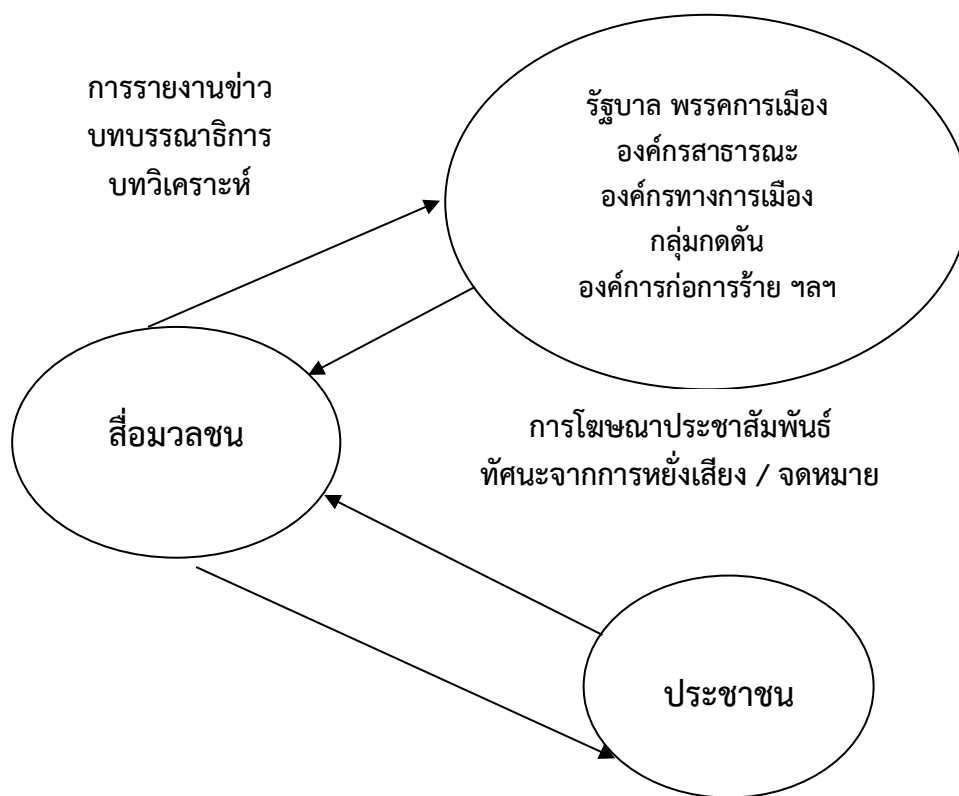 การรายงานข่าว
บทบรรณาธิการ
บทวิเคราะห์
รัฐบาล พรรคการเมือง
องค์กรสาธารณะ
องค์กรทางการเมือง
กลุ่มกดดัน
องค์การก่อการร้าย ฯลฯ
สื่อมวลชน
การโฆษณาประชาสัมพันธ์
ทัศนะจากการหยั่งเสียง / จดหมาย
ประชาชน